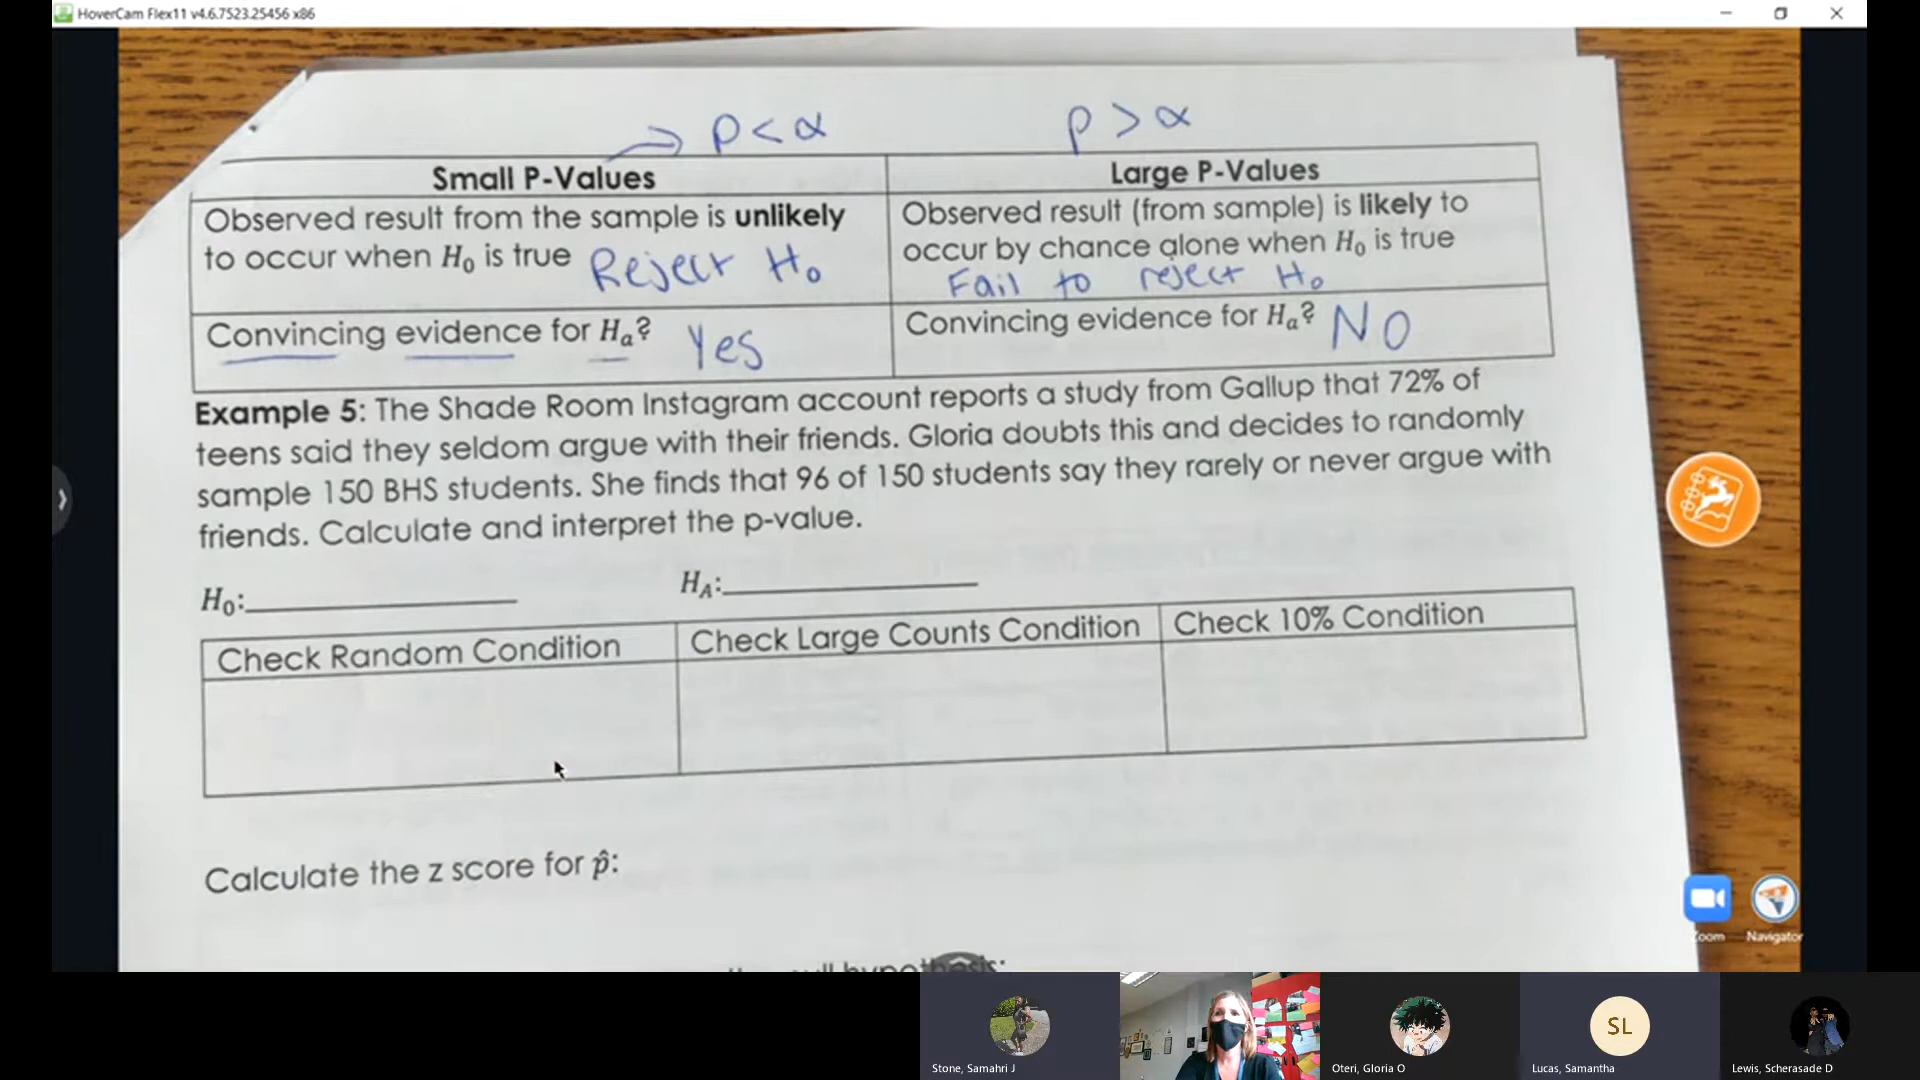 HoverCam Flex11 v4.6.7523.25456 x86
p < α
p > α
Small P-Values
Large P-Values
Observed result from the sample is unlikely
to occur when H₀ is true Reject H₀
Observed result (from sample) is likely to
occur by chance alone when H₀ is true
Fail to reject H₀
Convincing evidence for Hₐ? Yes
Convincing evidence for Hₐ? NO
Example 5: The Shade Room Instagram account reports a study from Gallup that 72% of
teens said they seldom argue with their friends. Gloria doubts this and decides to randomly
sample 150 BHS students. She finds that 96 of 150 students say they rarely or never argue with
friends. Calculate and interpret the p-value.
H₀:
H_A:
Check Random Condition
Check Large Counts Condition
Check 10% Condition
Calculate the z score for p̂:
Zoom
Navigator
Stone, Samahri J
Oteri, Gloria O
SL
Lucas, Samantha
Lewis, Scherasade D